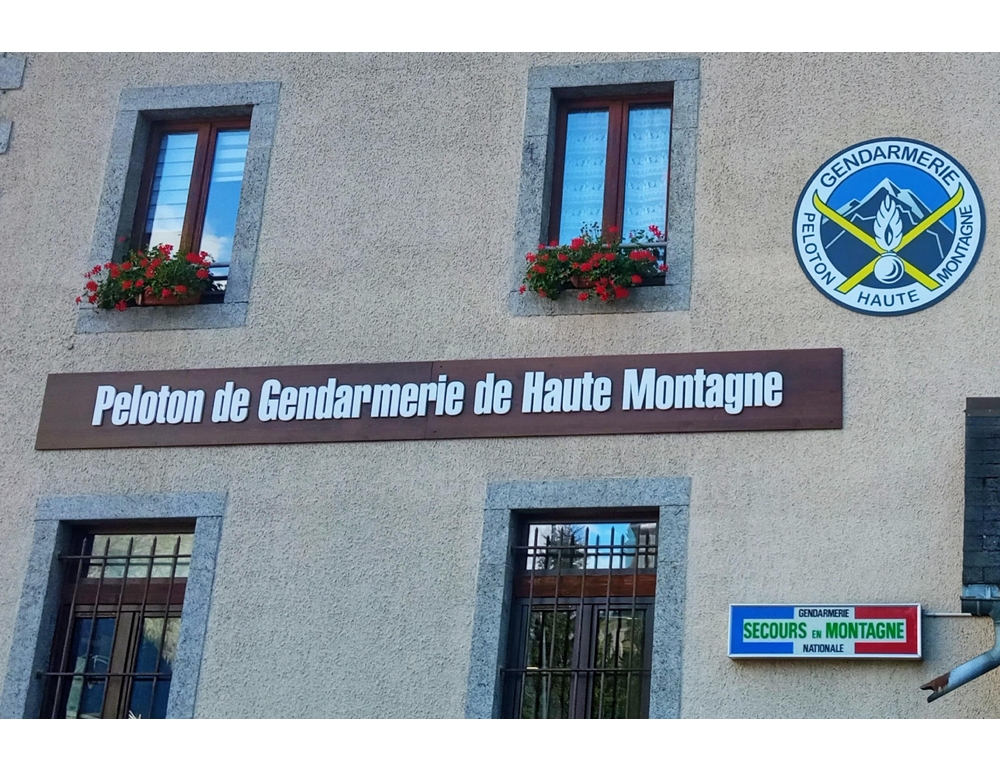 GENDARMERIE
PELOTON HAUTE MONTAGNE
Peloton de Gendarmerie de Haute Montagne
GENDARMERIE
SECOURS EN MONTAGNE
NATIONALE